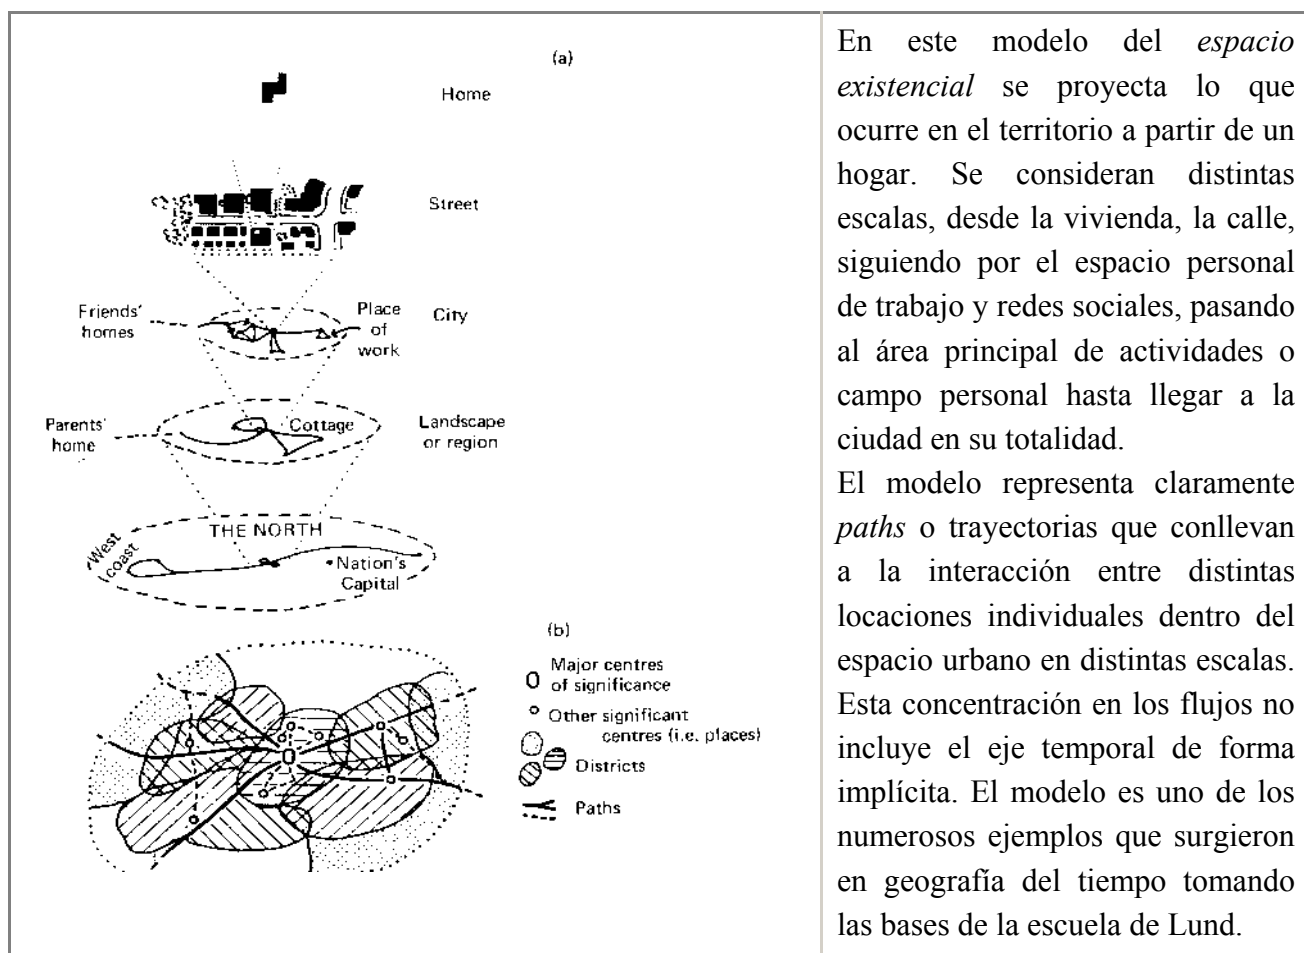 (a)
Home
Street
Friends'
homes
Place
of
work
City
Parents'
home
Cottage
Landscape
or region
THE NORTH
West
coast
Nation's
Capital
(b)
Major centres
of significance
Other significant
centres (i.e. places)
Districts
Paths
En este modelo del espacio
existencial se proyecta lo que
ocurre en el territorio a partir de un
hogar. Se consideran distintas
escalas, desde la vivienda, la calle,
siguiendo por el espacio personal
de trabajo y redes sociales, pasando
al área principal de actividades o
campo personal hasta llegar a la
ciudad en su totalidad.
El modelo representa claramente
paths o trayectorias que conllevan
a la interacción entre distintas
locaciones individuales dentro del
espacio urbano en distintas escalas.
Esta concentración en los flujos no
incluye el eje temporal de forma
implícita. El modelo es uno de los
numerosos ejemplos que surgieron
en geografía del tiempo tomando
las bases de la escuela de Lund.